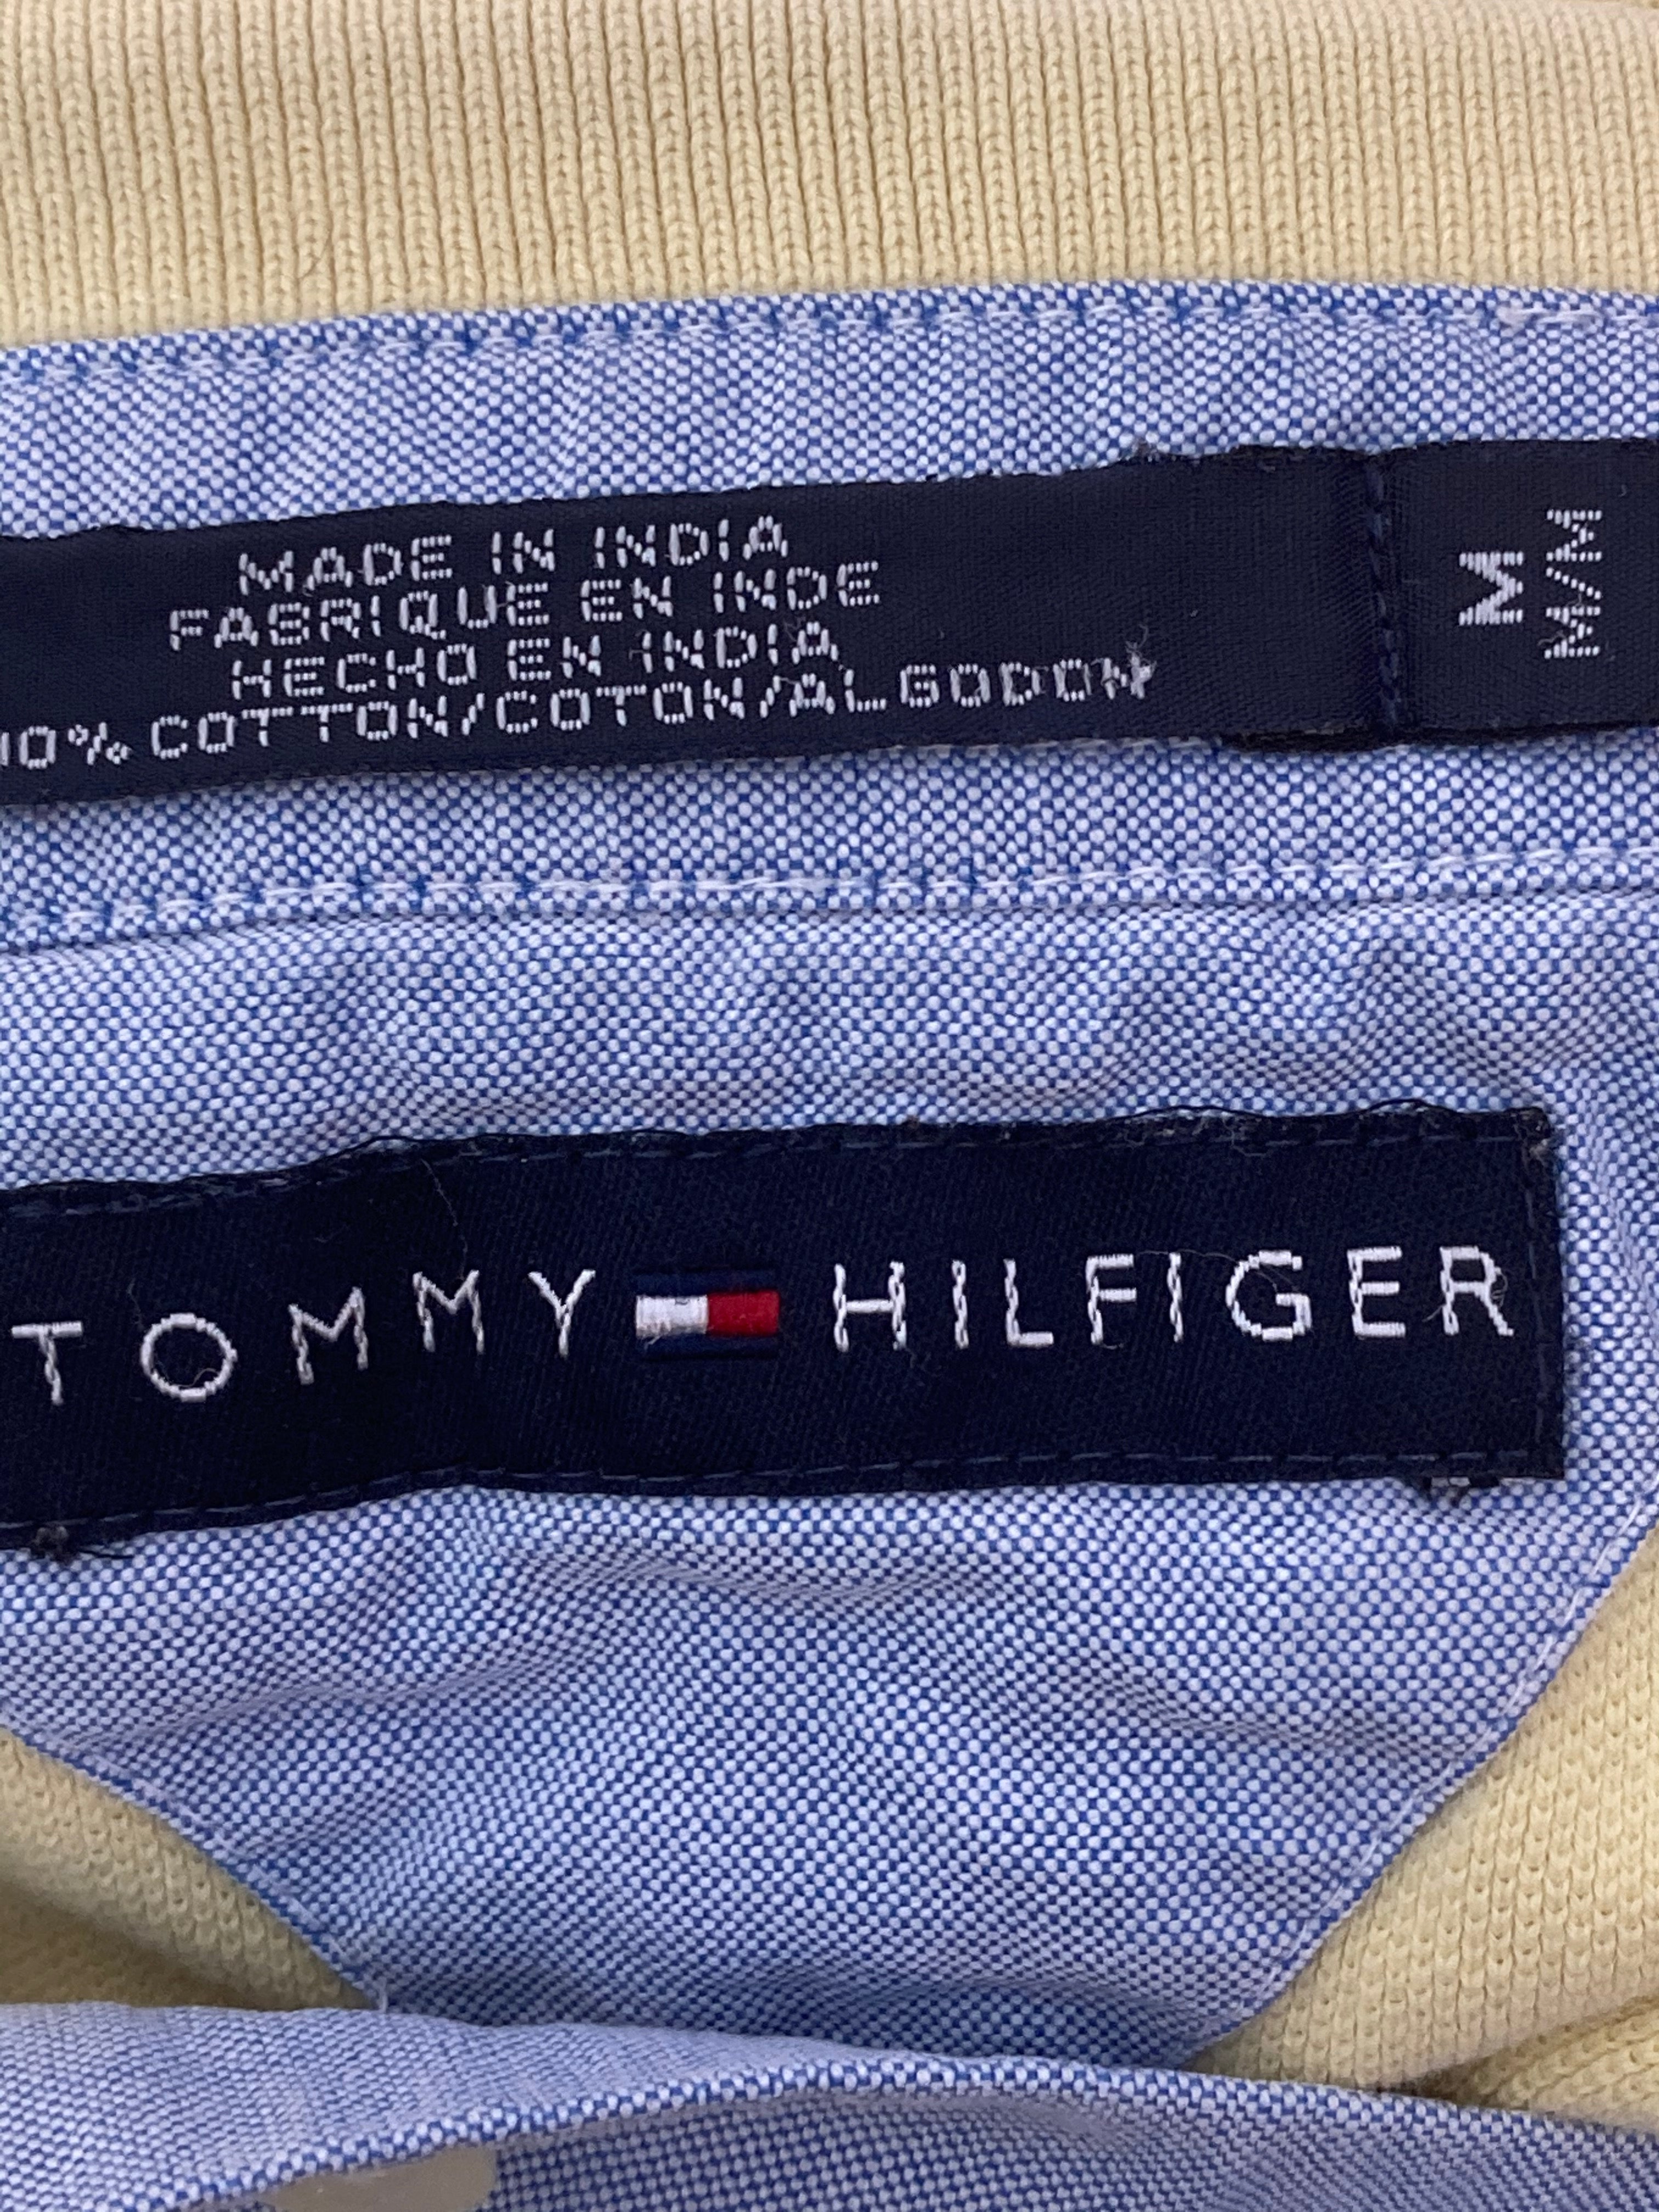 MADE IN INDIA
FABRIQUE EN INDE
HECHO EN INDIA
% COTTON/COTON/ALGODON
M
M/M
TOMMY HILFIGER